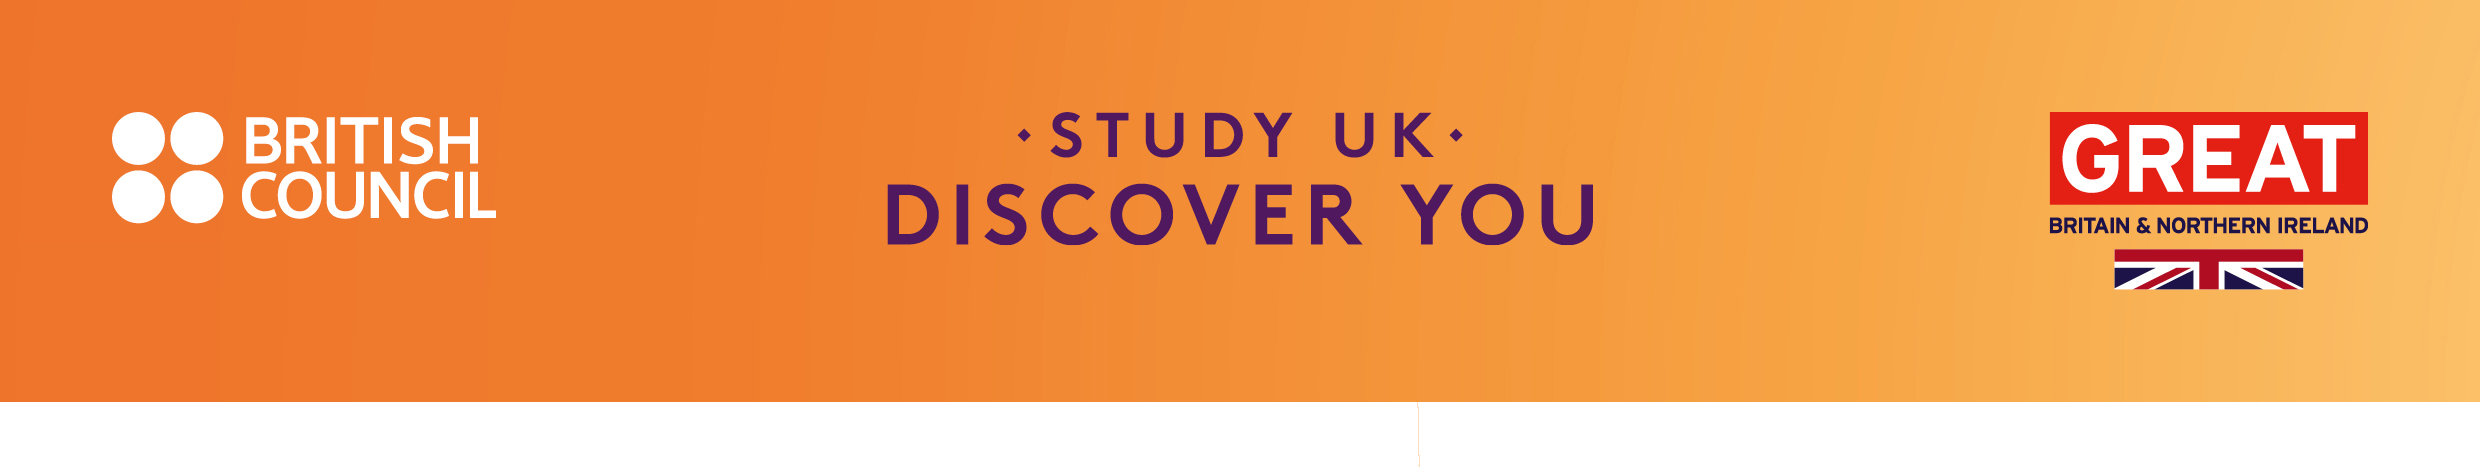 BRITISH
COUNCIL
· STUDY UK ·
DISCOVER YOU
GREAT
BRITAIN & NORTHERN IRELAND